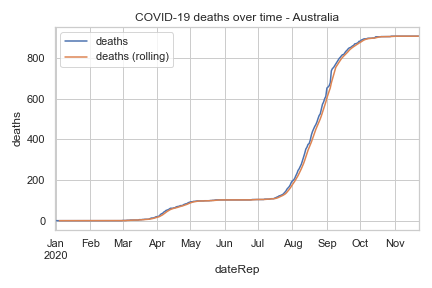 COVID-19 deaths over time - Australia
deaths
deaths (rolling)
800
600
400
200
0
deaths
Jan Feb Mar Apr May Jun Jul Aug Sep Oct Nov
2020
dateRep